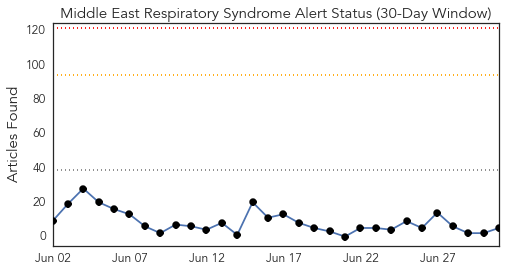 Middle East Respiratory Syndrome Alert Status (30-Day Window)
Articles Found
120
100
80
60
40
20
0
Jun 02
Jun 07
Jun 12
Jun 17
Jun 22
Jun 27